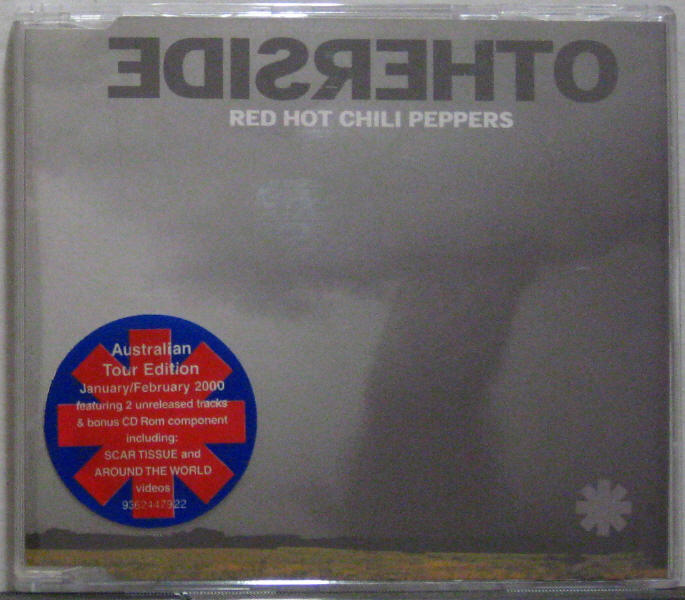 OTHERSIDE
RED HOT CHILI PEPPERS
Australian
Tour Edition
January/February 2000
featuring 2 unreleased tracks
& bonus CD Rom component
including:
SCAR TISSUE and
AROUND THE WORLD
videos
9362447922